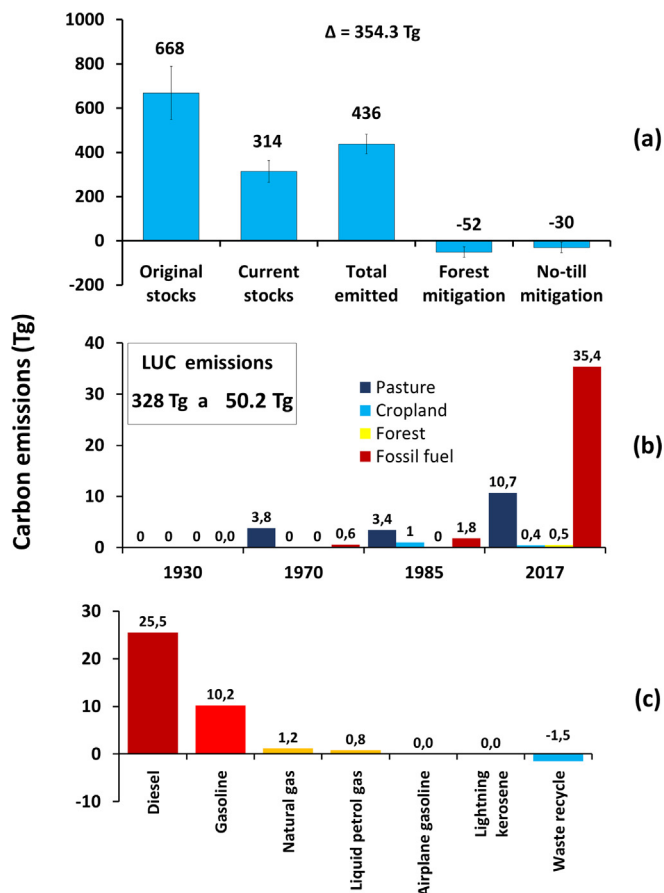 Carbon emissions (Tg)
1000
800
600
400
200
0
-200
Δ = 354.3 Tg
668
314
436
-52
-30
Original stocks
Current stocks
Total emitted
Forest mitigation
No-till mitigation
(a)
40
30
20
10
0
LUC emissions
328 Tg a 50.2 Tg
Pasture
Cropland
Forest
Fossil fuel
0 0 0 0,0
3,8 0 0 0,6
3,4 1 0 1,8
10,7 0,4 0,5 35,4
1930 1970 1985 2017
(b)
30
20
10
0
-10
25,5
10,2
1,2
0,8
0,0
0,0
-1,5
Diesel
Gasoline
Natural gas
Liquid petrol gas
Airplane gasoline
Lightning
kerosene
Waste recycle
(c)